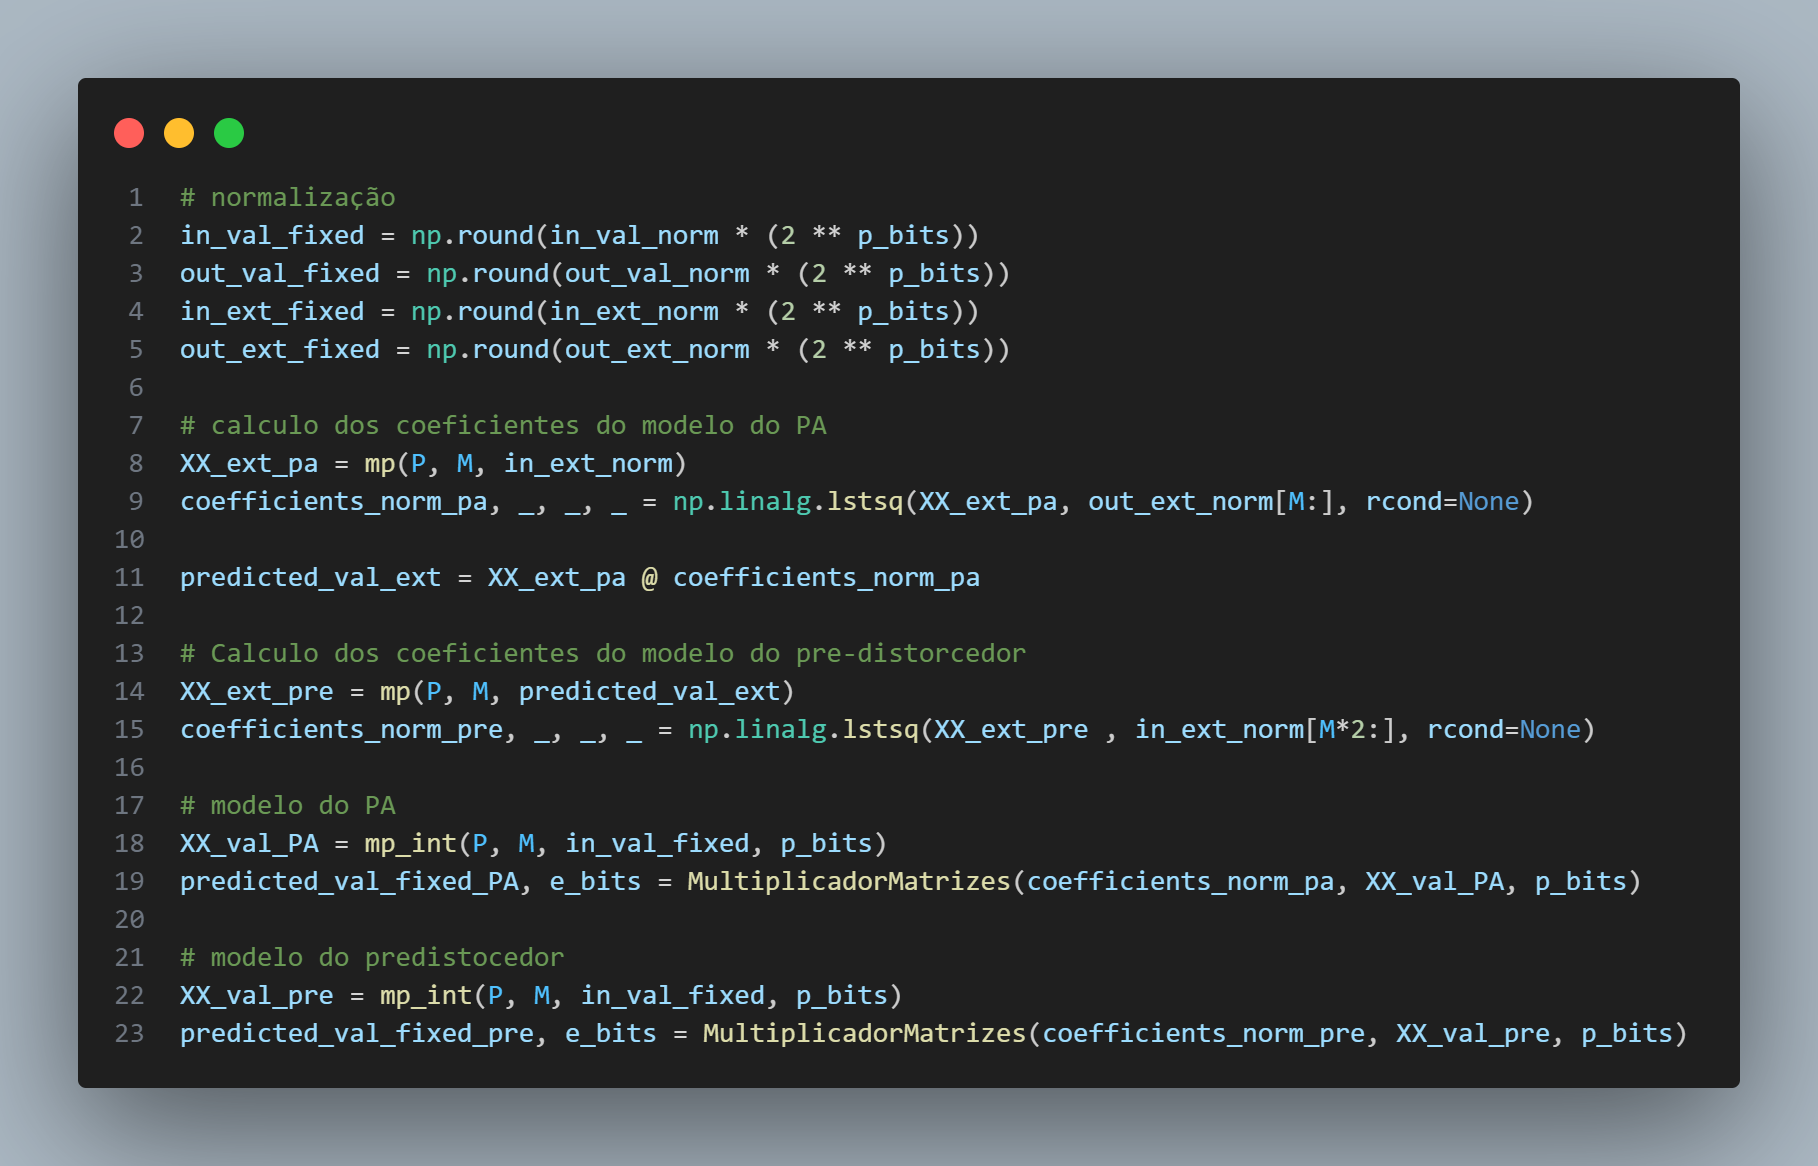 1 # normalização
2 in_val_fixed = np.round(in_val_norm * (2 ** p_bits))
3 out_val_fixed = np.round(out_val_norm * (2 ** p_bits))
4 in_ext_fixed = np.round(in_ext_norm * (2 ** p_bits))
5 out_ext_fixed = np.round(out_ext_norm * (2 ** p_bits))
6
7 # calculo dos coeficientes do modelo do PA
8 XX_ext_pa = mp(P, M, in_ext_norm)
9 coefficients_norm_pa, _, _, _ = np.linalg.lstsq(XX_ext_pa, out_ext_norm[M:], rcond=None)
10
11 predicted_val_ext = XX_ext_pa @ coefficients_norm_pa
12
13 # Calculo dos coeficientes do modelo do pre-distorcedor
14 XX_ext_pre = mp(P, M, predicted_val_ext)
15 coefficients_norm_pre, _, _, _ = np.linalg.lstsq(XX_ext_pre , in_ext_norm[M*2:], rcond=None)
16
17 # modelo do PA
18 XX_val_PA = mp_int(P, M, in_val_fixed, p_bits)
19 predicted_val_fixed_PA, e_bits = MultiplicadorMatrizes(coefficients_norm_pa, XX_val_PA, p_bits)
20
21 # modelo do predistocedor
22 XX_val_pre = mp_int(P, M, in_val_fixed, p_bits)
23 predicted_val_fixed_pre, e_bits = MultiplicadorMatrizes(coefficients_norm_pre, XX_val_pre, p_bits)